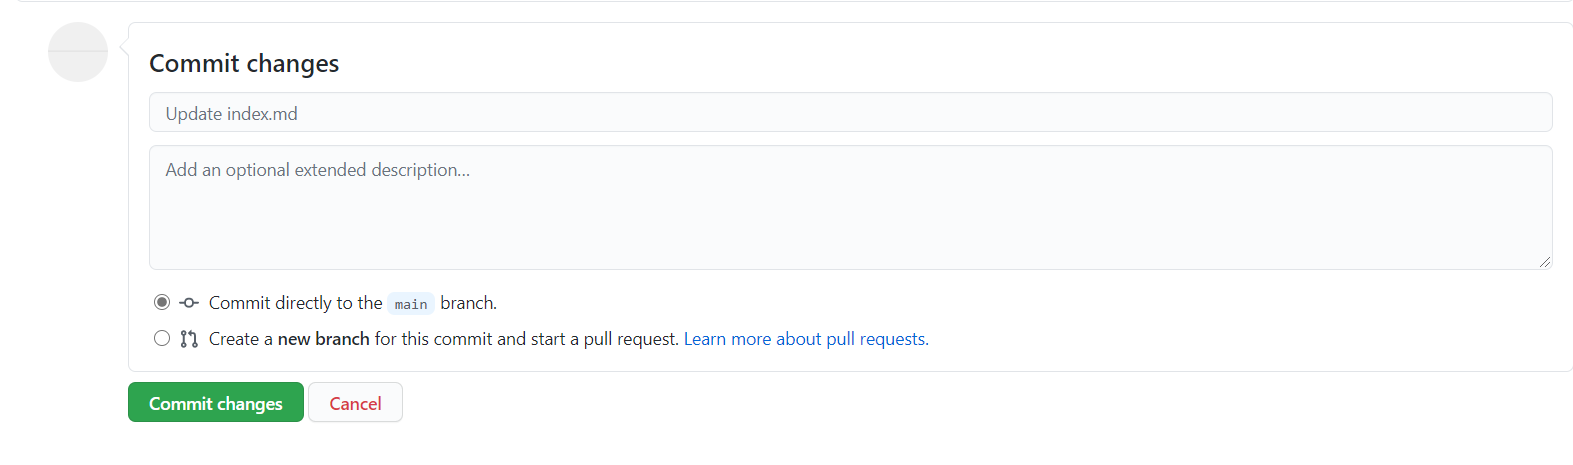 Commit changes
Update index.md
Add an optional extended description...
Commit directly to the main branch.
Create a new branch for this commit and start a pull request. Learn more about pull requests.
Commit changes Cancel